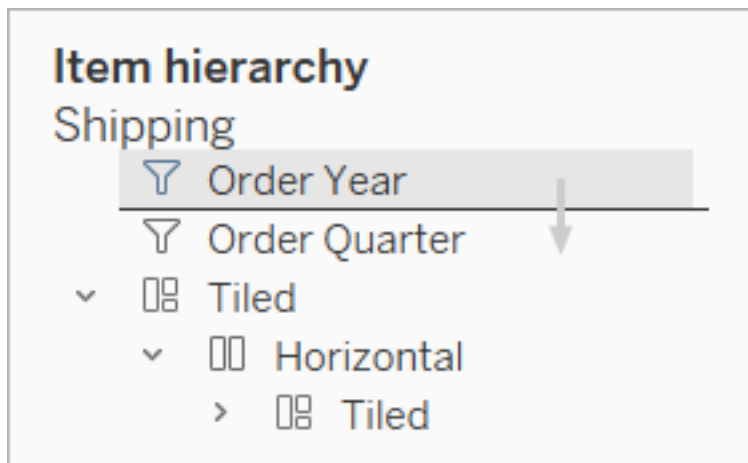 Item hierarchy
Shipping
Order Year
Order Quarter
Tiled
Horizontal
Tiled